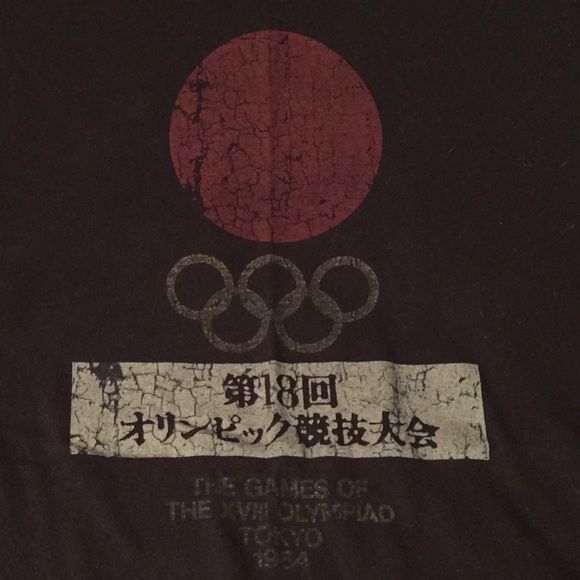 第18回
オリンピック競技大会
THE GAMES OF
THE XVIII OLYMPIAD
TOKYO
1964